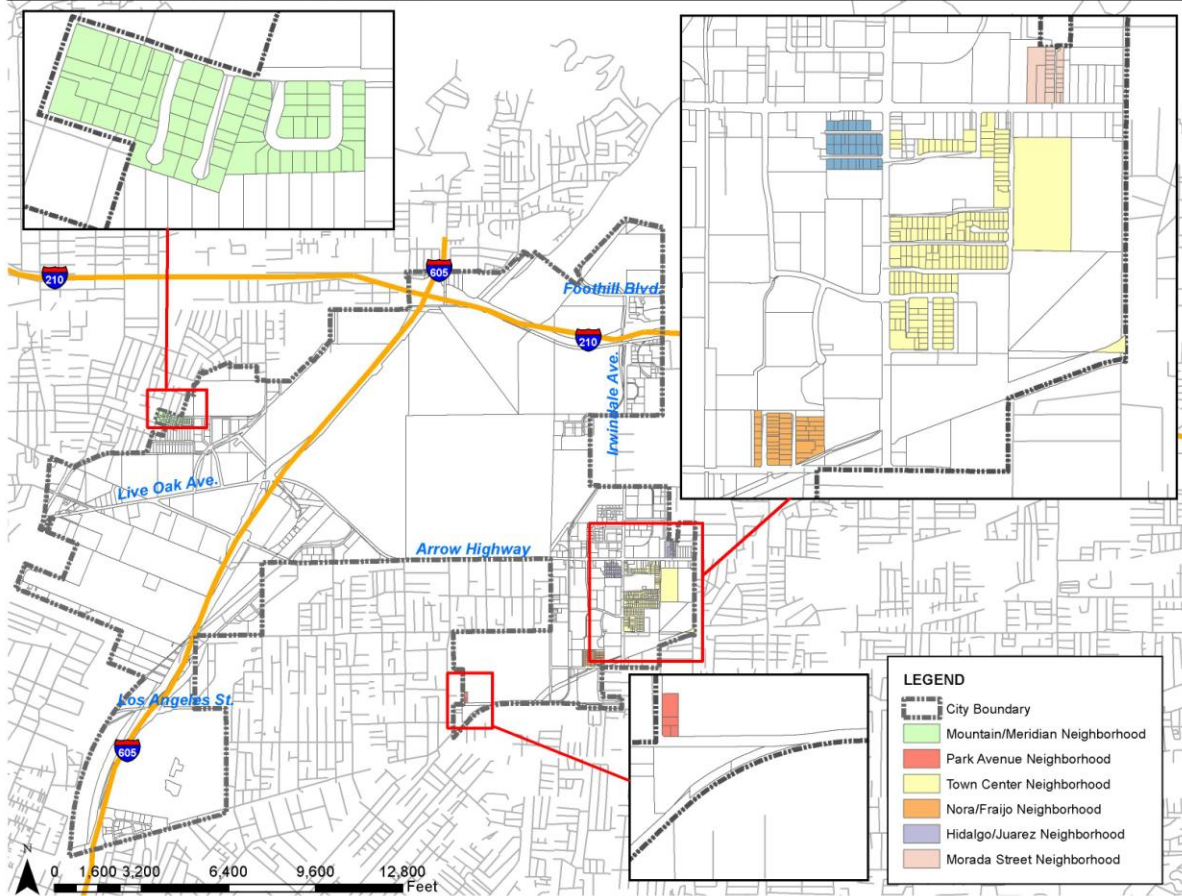 605
210
Foothill Blvd.
210
Irwindale Ave.
Live Oak Ave.
Arrow Highway
Los Angeles St.
605
LEGEND
City Boundary
Mountain/Meridian Neighborhood
Park Avenue Neighborhood
Town Center Neighborhood
Nora/Fraijo Neighborhood
Hidalgo/Juarez Neighborhood
Morada Street Neighborhood
N
0 1,600 3,200 6,400 9,600 12,800
Feet